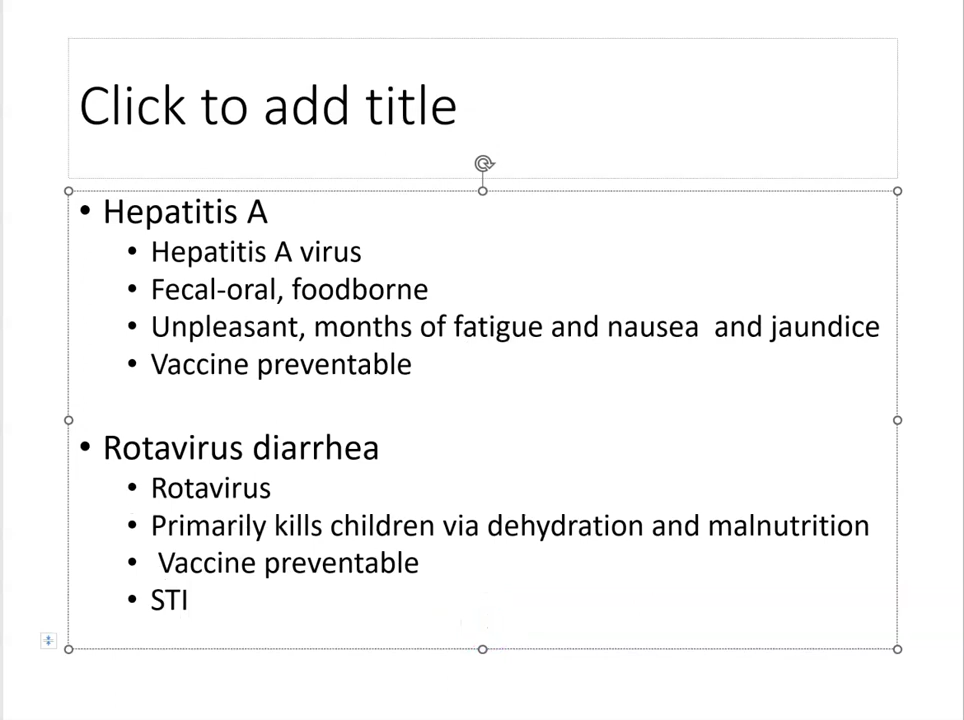 Click to add title
• Hepatitis A
• Hepatitis A virus
• Fecal-oral, foodborne
• Unpleasant, months of fatigue and nausea  and jaundice
• Vaccine preventable
• Rotavirus diarrhea
• Rotavirus
• Primarily kills children via dehydration and malnutrition
•  Vaccine preventable
• STI